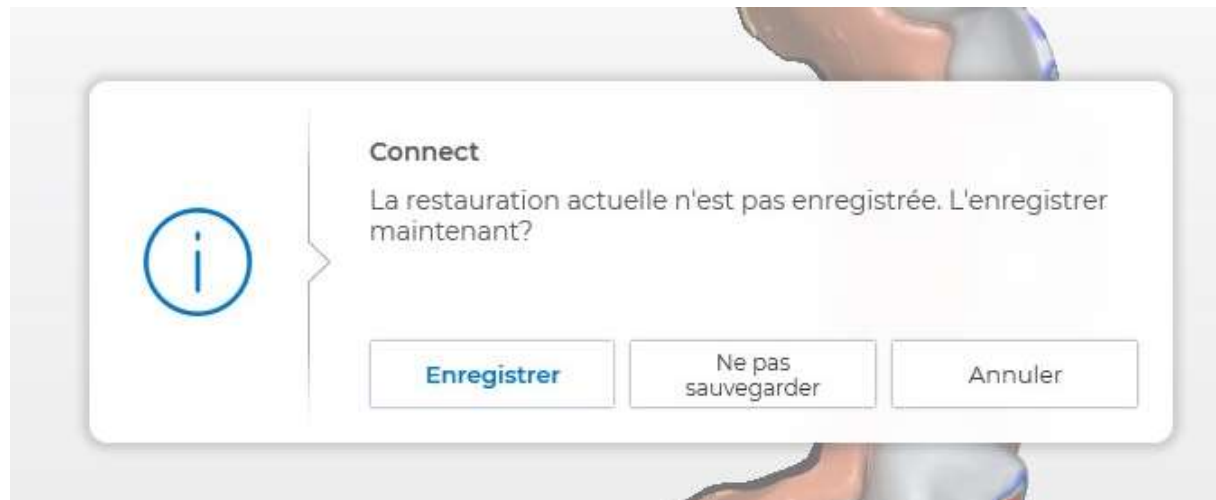 Connect
La restauration actuelle n'est pas enregistrée. L'enregistrer
maintenant?
Enregistrer
Ne pas
sauvegarder
Annuler